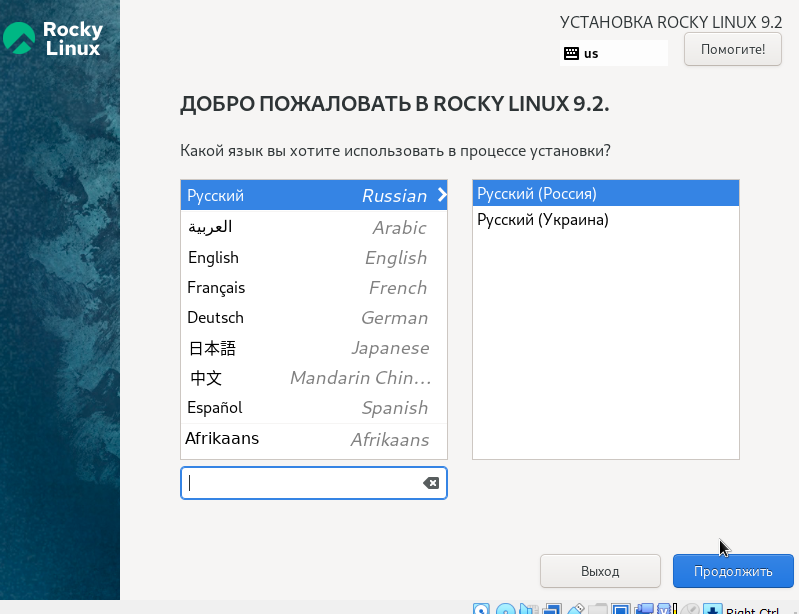 Rocky
Linux
УСТАНОВКА ROCKY LINUX 9.2
us
Помогите!
ДОБРО ПОЖАЛОВАТЬ В ROCKY LINUX 9.2.
Какой язык вы хотите использовать в процессе установки?
Русский Russian
العربية Arabic
English English
Français French
Deutsch German
日本語 Japanese
中文 Mandarin Chin...
Español Spanish
Afrikaans Afrikaans
Русский (Россия)
Русский (Украина)
Выход
Продолжить
Right Ctrl